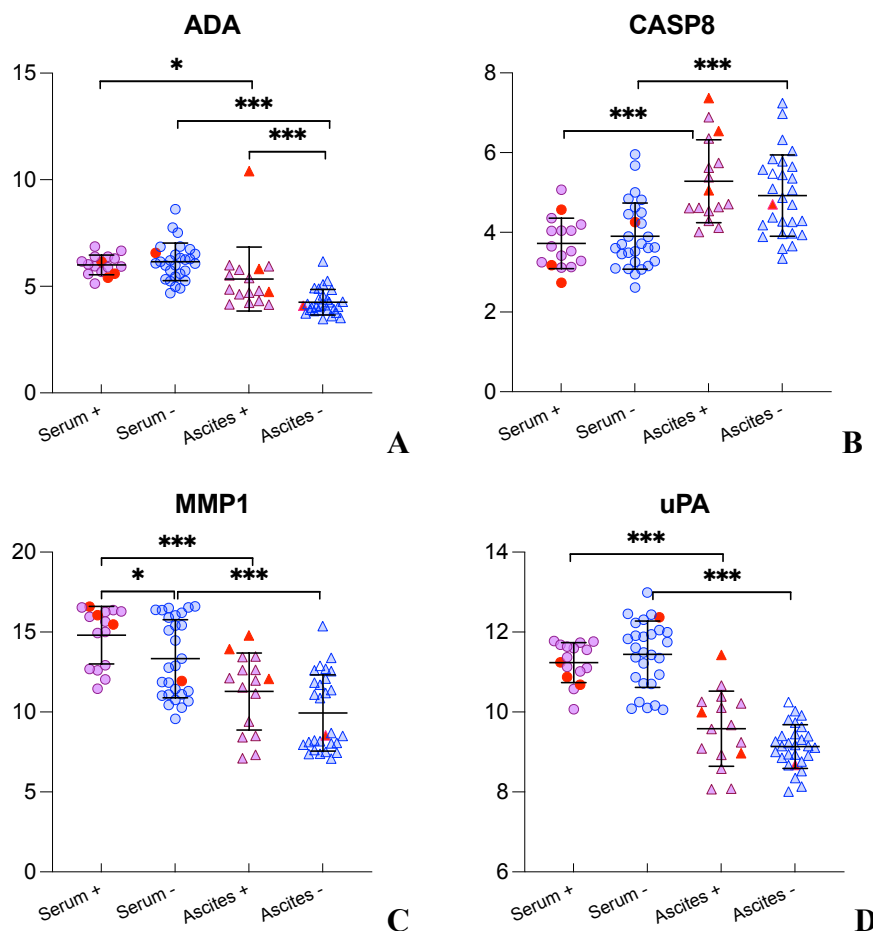 ADA
15
10
5
0
*
***
***
Serum +
Serum -
Ascites +
Ascites -
A
CASP8
8
6
4
2
0
***
***
Serum +
Serum -
Ascites +
Ascites -
B
MMP1
20
15
10
5
0
***
*
***
Serum +
Serum -
Ascites +
Ascites -
C
uPA
14
12
10
8
6
***
***
Serum +
Serum -
Ascites +
Ascites -
D